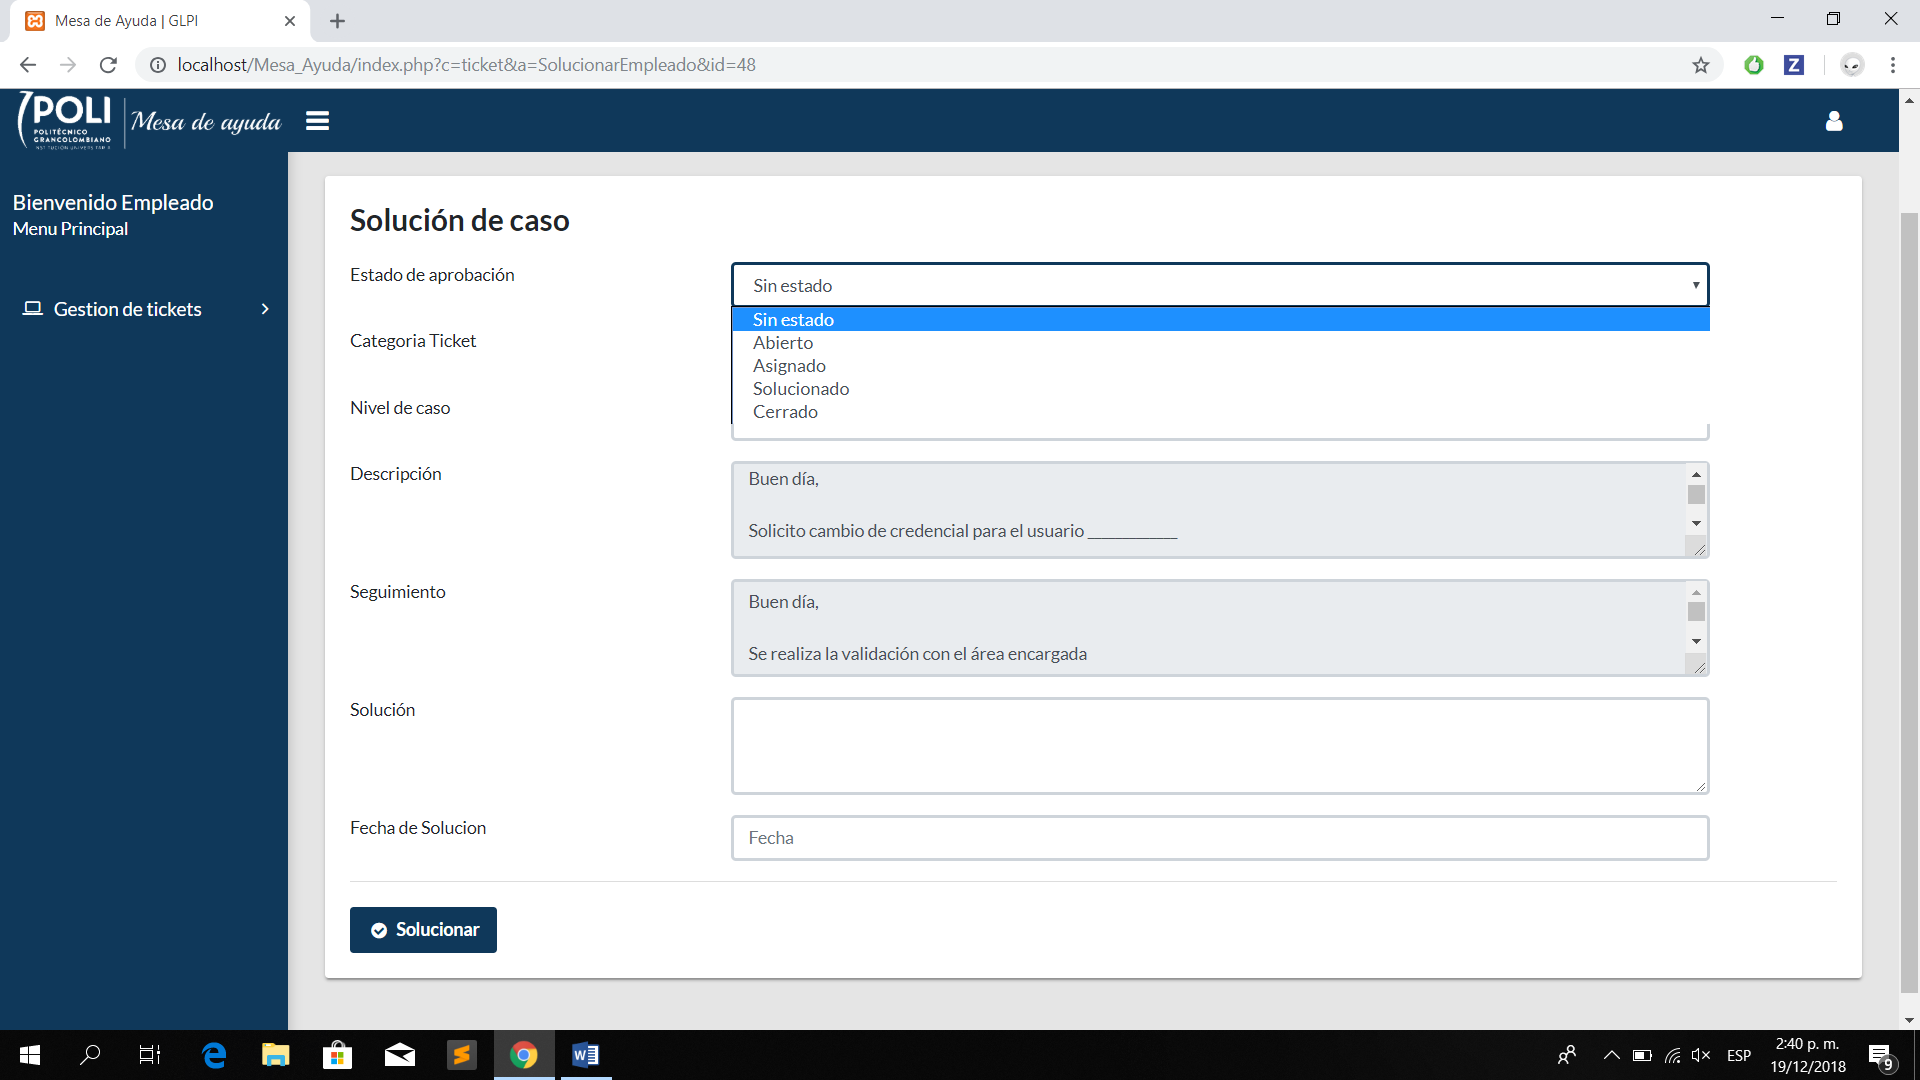 Mesa de Ayuda | GLPI
localhost/Mesa_Ayuda/index.php?c=ticket&a=SolucionarEmpleado&id=48
Z
POLI
POLITÉCNICO
GRANCOLOMBIANO
Mesa de ayuda
Bienvenido Empleado
Menu Principal
Gestion de tickets
Solución de caso
Estado de aprobación
Sin estado
Sin estado
Abierto
Asignado
Solucionado
Cerrado
Categoria Ticket
Nivel de caso
Descripción
Buen día,
Solicito cambio de credencial para el usuario ___________
Seguimiento
Buen día,
Se realiza la validación con el área encargada
Solución
Fecha de Solucion
Fecha
Solucionar
ESP
2:40 p. m.
19/12/2018
9